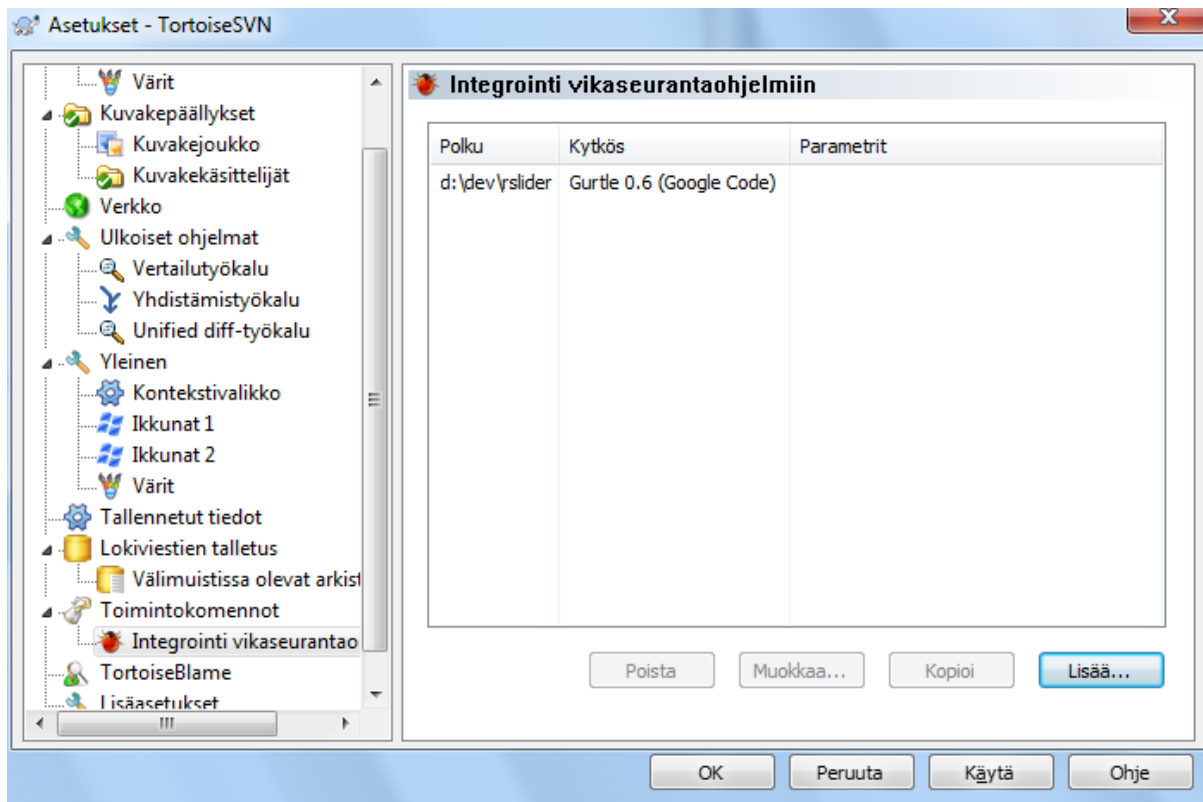 Asetukset - TortoiseSVN
Värit
Kuvakepäällykset
Kuvakejoukko
Kuvakekäsittelijät
Verkko
Ulkoiset ohjelmat
Vertailutyökalu
Yhdistämistyökalu
Unified diff-työkalu
Yleinen
Kontekstivalikko
Ikkunat 1
Ikkunat 2
Värit
Tallennetut tiedot
Lokiviestien talletus
Välimuistissa olevat arkist
Toimintokomennot
Integrointi vikaseurantao
TortoiseBlame
Lisäasetukset
Integrointi vikaseurantaohjelmiin
Polku Kytkös Parametrit
d:\dev\rslider Gurtle 0.6 (Google Code)
Poista Muokkaa... Kopioi Lisää...
OK Peruuta Käytä Ohje